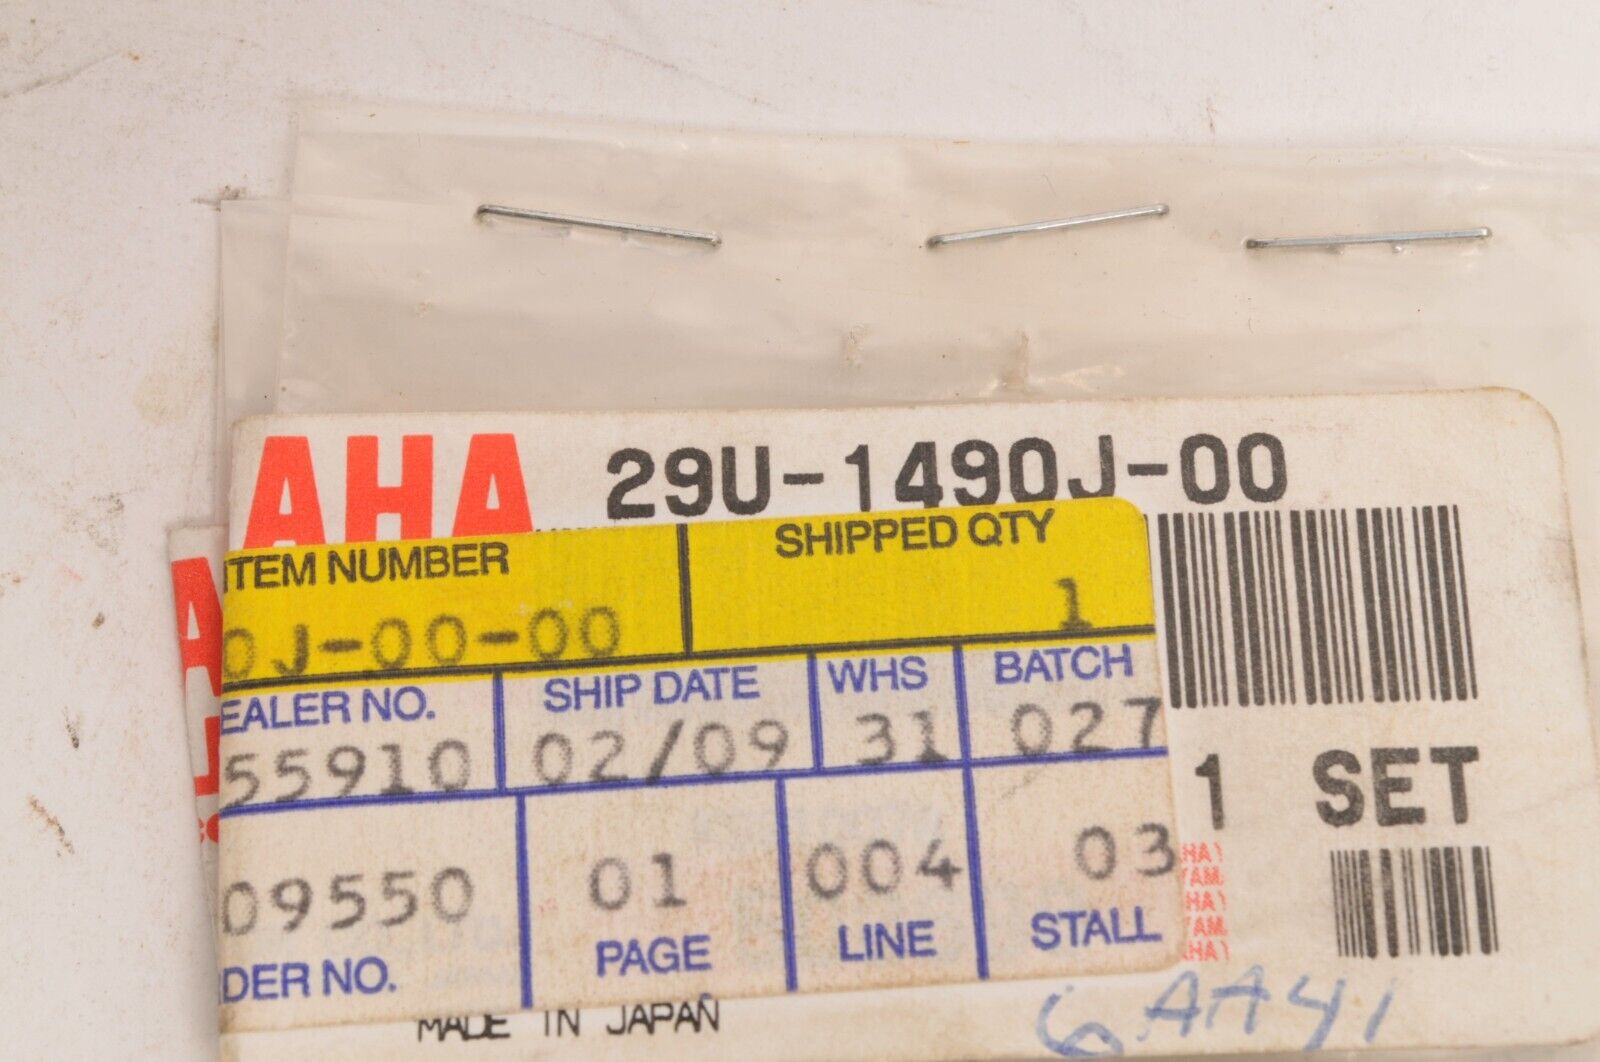 AHA 29U-1490J-00
ITEM NUMBER SHIPPED QTY
0J-00-00 1
EALER NO. SHIP DATE WHS BATCH
55910 02/09 31 027
1 SET
09550 01 004 03
DER NO. PAGE LINE STALL
MADE IN JAPAN
6AA41